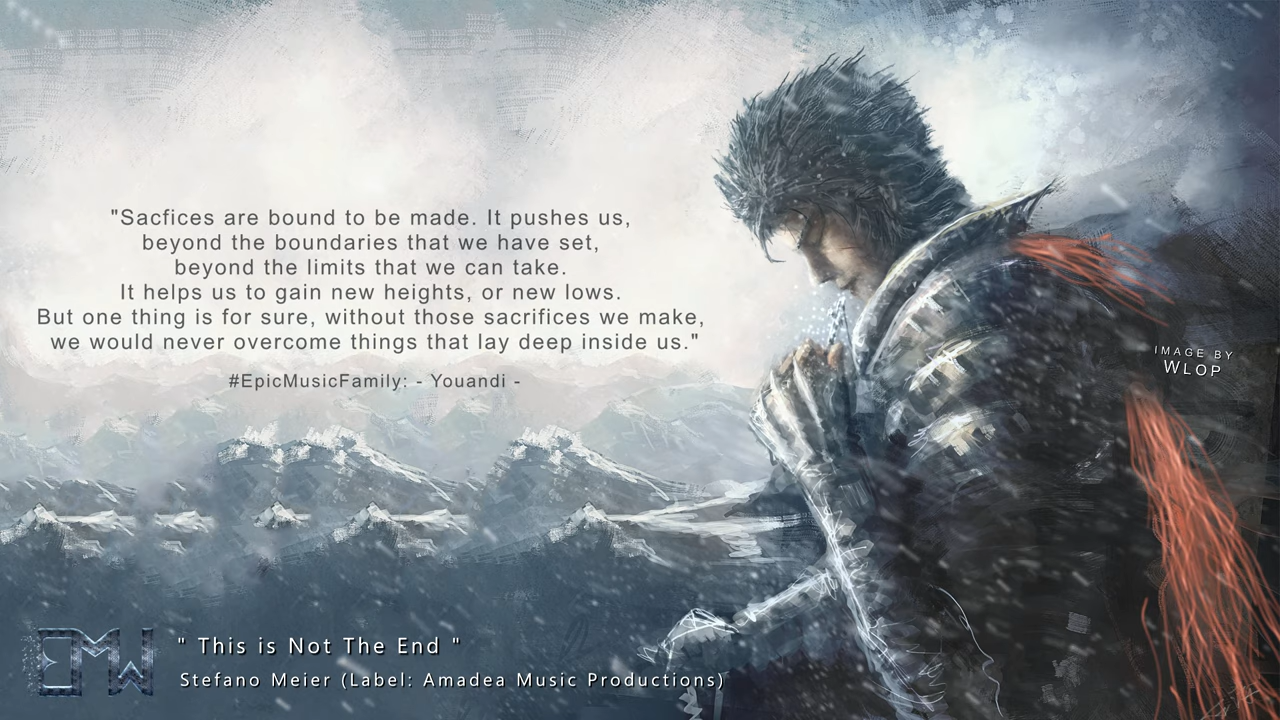 "Sacfices are bound to be made. It pushes us,
beyond the boundaries that we have set,
beyond the limits that we can take.
It helps us to gain new heights, or new lows.
But one thing is for sure, without those sacrifices we make,
we would never overcome things that lay deep inside us."
#EpicMusicFamily: - Youandi -
IMAGE BY
WLOP
EMW
" This is Not The End "
Stefano Meier (Label: Amadea Music Productions)